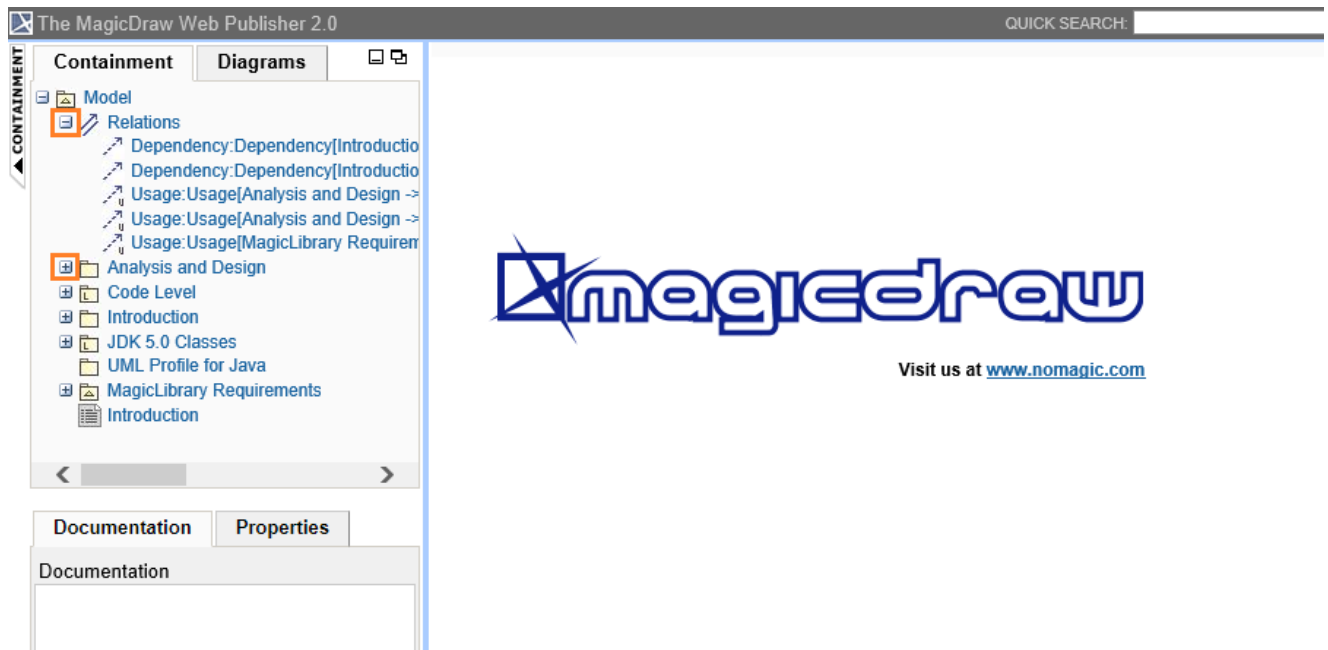 The MagicDraw Web Publisher 2.0
QUICK SEARCH:
CONTAINMENT
Containment
Diagrams
Model
Relations
Dependency:Dependency[Introductio
Dependency:Dependency[Introductio
Usage:Usage[Analysis and Design ->
Usage:Usage[Analysis and Design ->
Usage:Usage[MagicLibrary Requirem
Analysis and Design
Code Level
Introduction
JDK 5.0 Classes
UML Profile for Java
MagicLibrary Requirements
Introduction
magicdraw
Visit us at www.nomagic.com
Documentation
Properties
Documentation